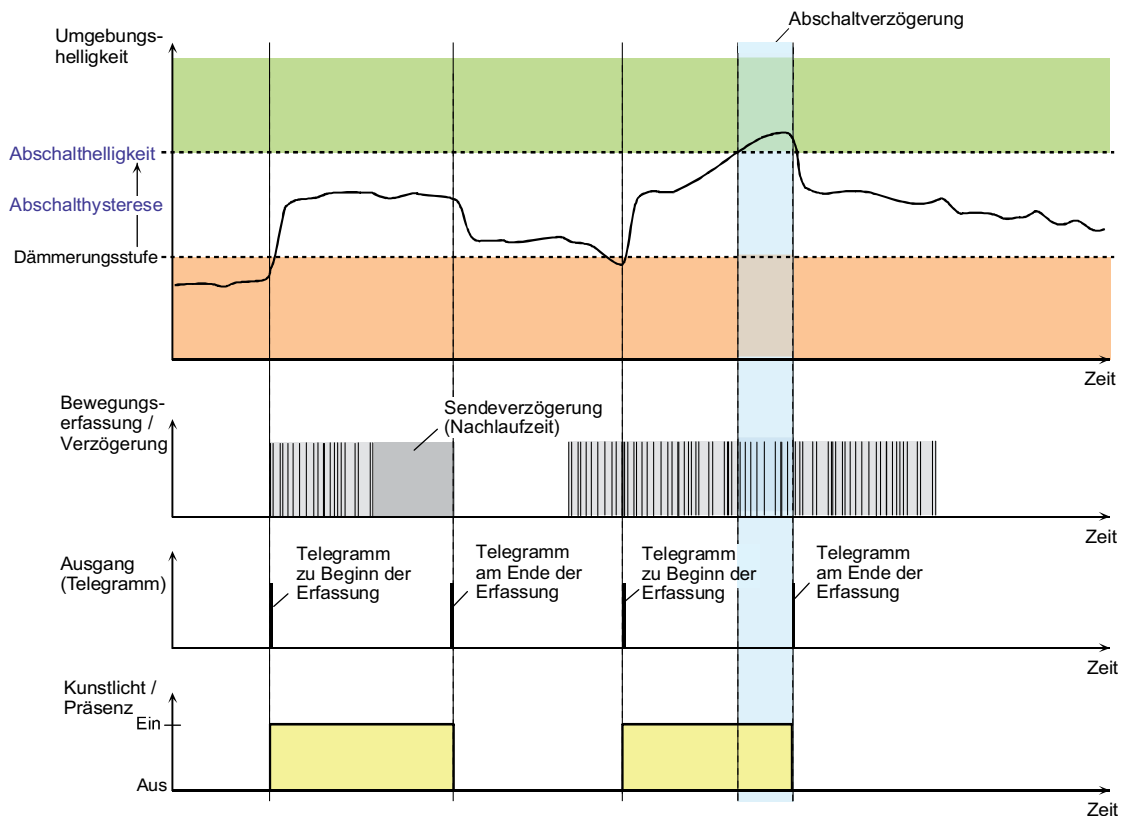 Abschaltverzögerung
Umgebungs-
helligkeit
Abschalthelligkeit
Abschalthysterese
Dämmerungsstufe
Zeit
Bewegungs-
erfassung /
Verzögerung
Sendeverzögerung
(Nachlaufzeit)
Zeit
Ausgang
(Telegramm)
Telegramm
zu Beginn der
Erfassung
Telegramm
am Ende der
Erfassung
Telegramm
zu Beginn der
Erfassung
Telegramm
am Ende der
Erfassung
Zeit
Kunstlicht /
Präsenz
Ein
Aus
Zeit